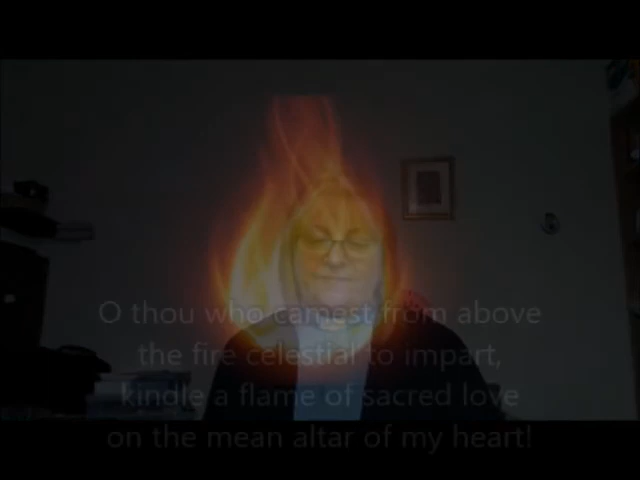 O thou who camest from above
the fire celestial to impart,
kindle a flame of sacred love
on the mean altar of my heart!